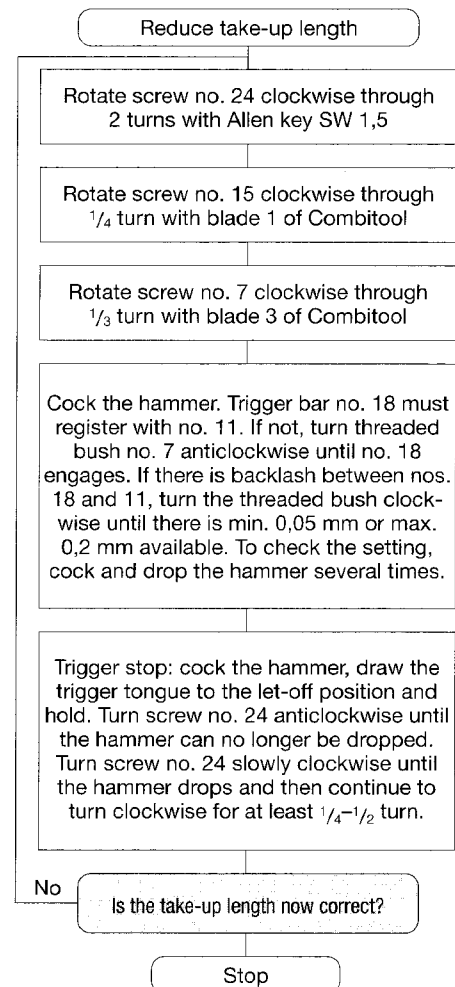 Reduce take-up length
Rotate screw no. 24 clockwise through
2 turns with Allen key SW 1,5
Rotate screw no. 15 clockwise through
1/4 turn with blade 1 of Combitool
Rotate screw no. 7 clockwise through
1/3 turn with blade 3 of Combitool
Cock the hammer. Trigger bar no. 18 must
register with no. 11. If not, turn threaded
bush no. 7 anticlockwise until no. 18
engages. If there is backlash between nos.
18 and 11, turn the threaded bush clock-
wise until there is min. 0,05 mm or max.
0,2 mm available. To check the setting,
cock and drop the hammer several times.
Trigger stop: cock the hammer, draw the
trigger tongue to the let-off position and
hold. Turn screw no. 24 anticlockwise until
the hammer can no longer be dropped.
Turn screw no. 24 slowly clockwise until
the hammer drops and then continue to
turn clockwise for at least 1/4–1/2 turn.
No
Is the take-up length now correct?
Stop